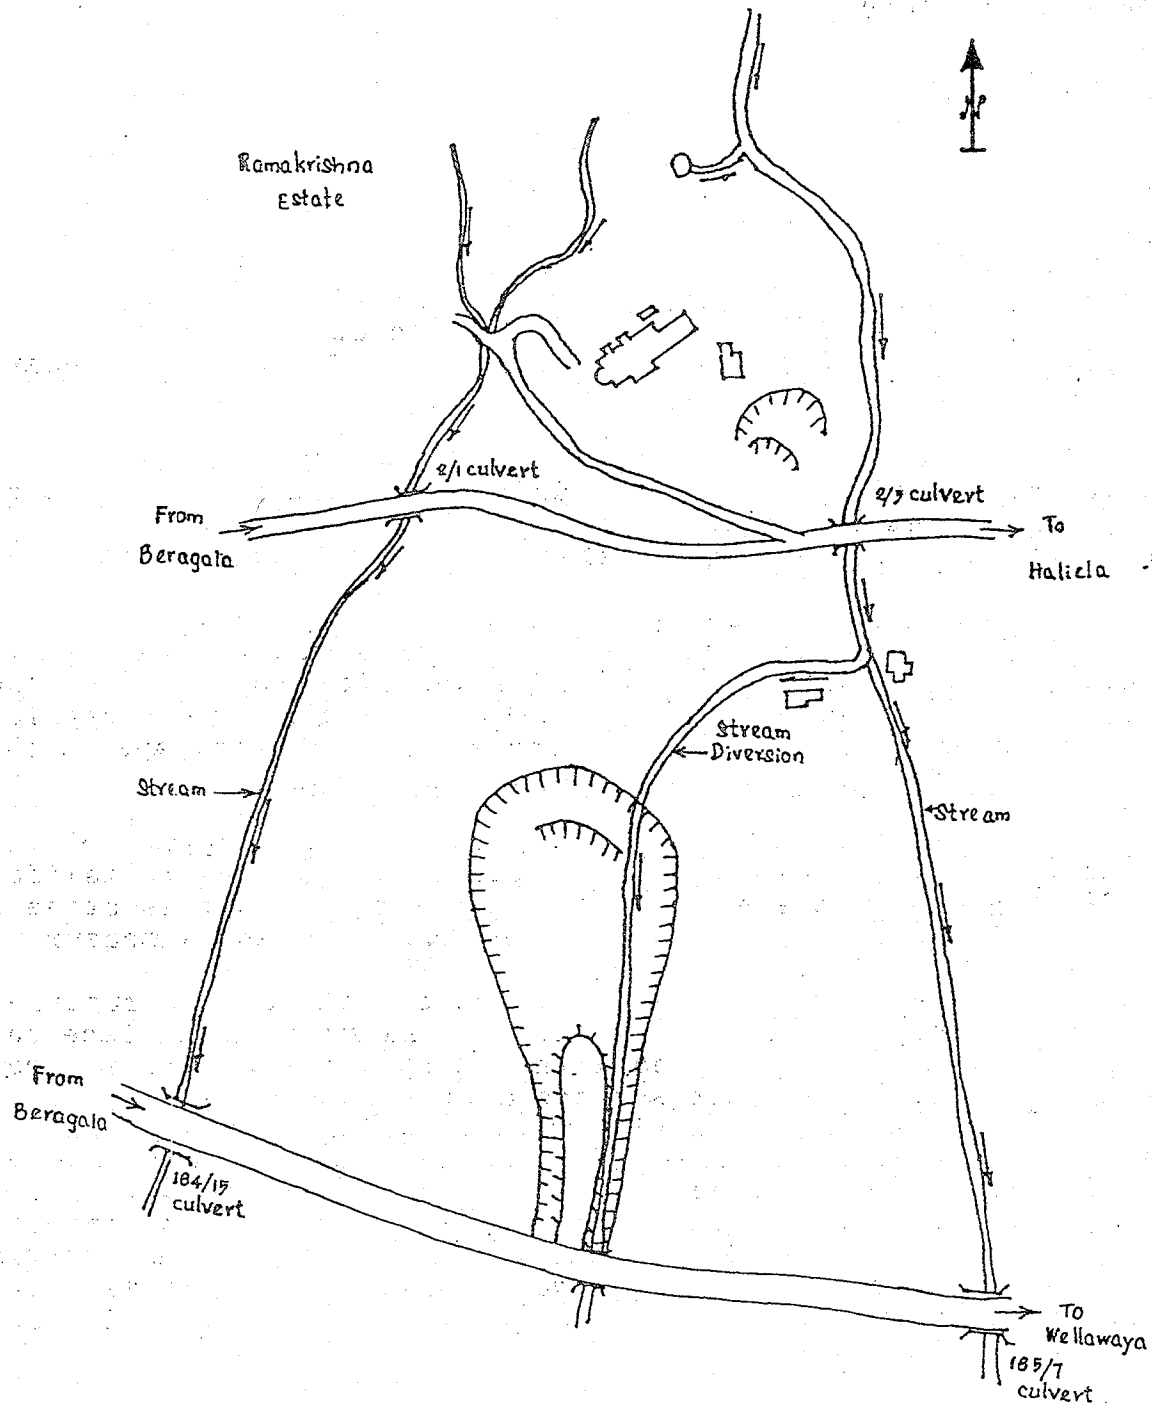 N
Ramakrishna
Estate
2/1 culvert
2/3 culvert
From
Beragala
To
Haliela
Stream
Diversion
Stream
Stream
From
Beragala
184/15
culvert
To
Wellawaya
185/7
culvert